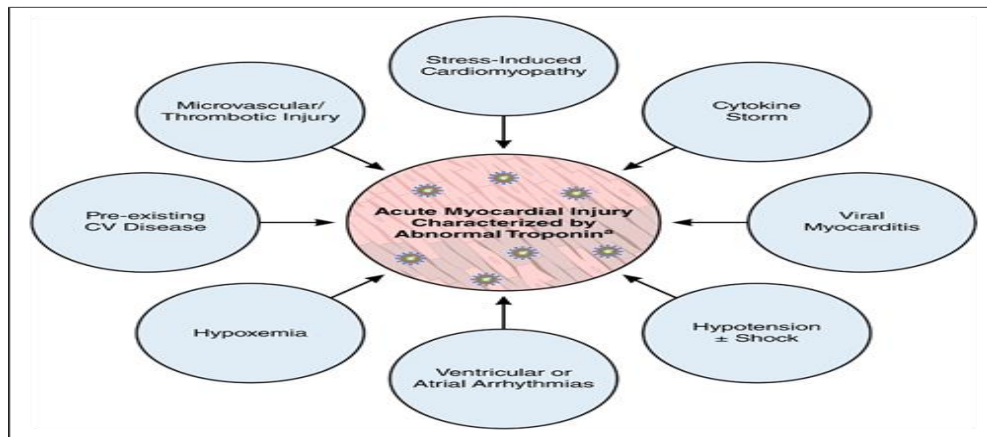 Stress-Induced
Cardiomyopathy
Microvascular/
Thrombotic Injury
Cytokine
Storm
Pre-existing
CV Disease
Acute Myocardial Injury
Characterized by
Abnormal Troponinª
Viral
Myocarditis
Hypoxemia
Hypotension
± Shock
Ventricular or
Atrial Arrhythmias